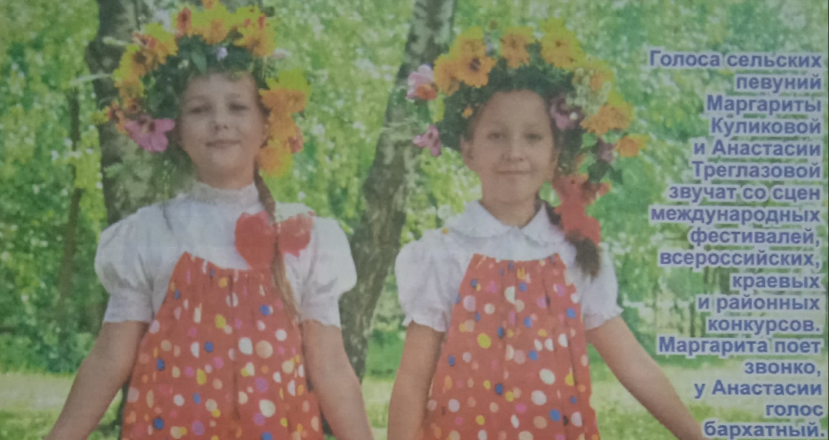 Голоса сельских
певуний
Маргариты
Куликовой
и Анастасии
Треглазовой
звучат со сцен
международных
фестивалей,
всероссийских,
краевых
и районных
конкурсов.
Маргарита поет
звонко,
у Анастасии
голос
бархатный.